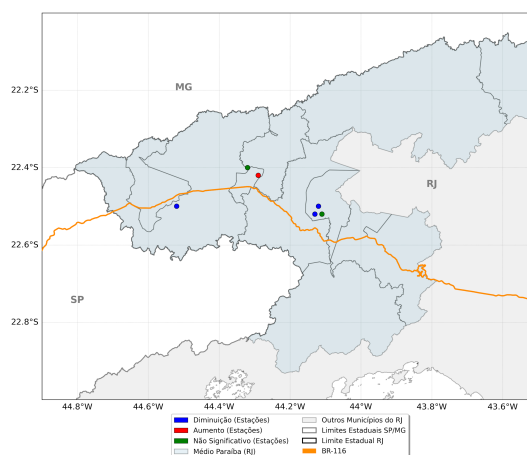 22.2°S
22.4°S
22.6°S
22.8°S
MG
RJ
SP
44.8°W
44.6°W
44.4°W
44.2°W
44°W
43.8°W
43.6°W
Diminuição (Estações)
Aumento (Estações)
Não Significativo (Estações)
Médio Paraíba (RJ)
Outros Municípios do RJ
Limites Estaduais SP/MG
Limite Estadual RJ
BR-116